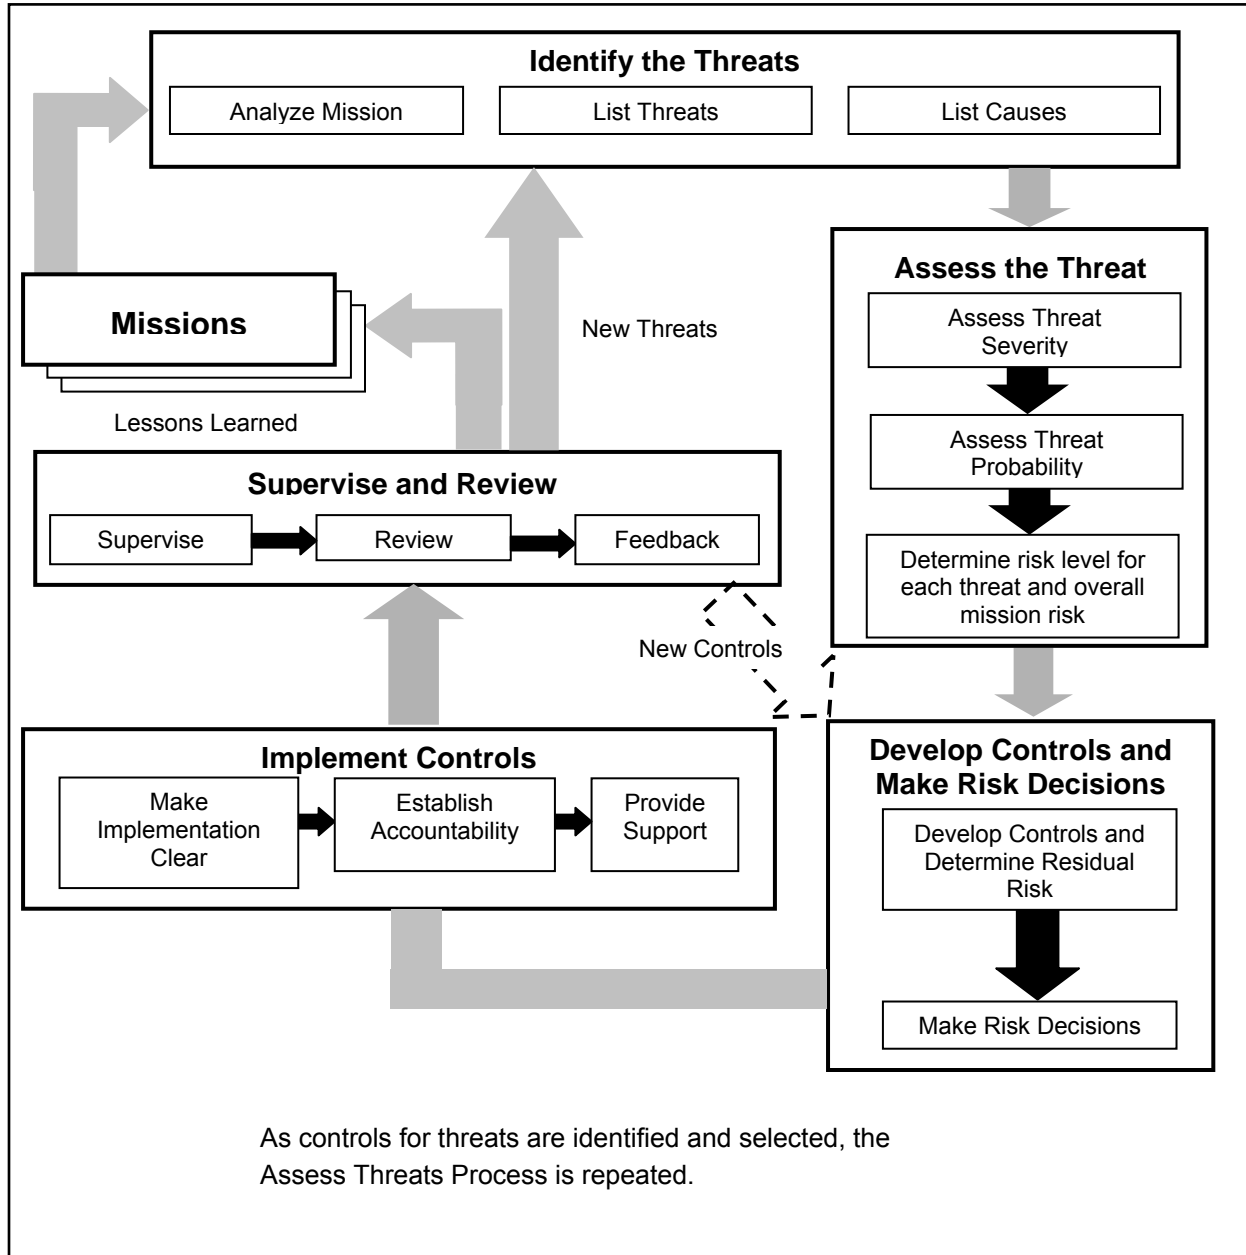 Identify the Threats
Analyze Mission
List Threats
List Causes
Assess the Threat
Assess Threat
Severity
Assess Threat
Probability
Determine risk level for
each threat and overall
mission risk
Missions
New Threats
Lessons Learned
Supervise and Review
Supervise
Review
Feedback
New Controls
Implement Controls
Make
Implementation
Clear
Establish
Accountability
Provide
Support
Develop Controls and
Make Risk Decisions
Develop Controls and
Determine Residual
Risk
Make Risk Decisions
As controls for threats are identified and selected, the
Assess Threats Process is repeated.